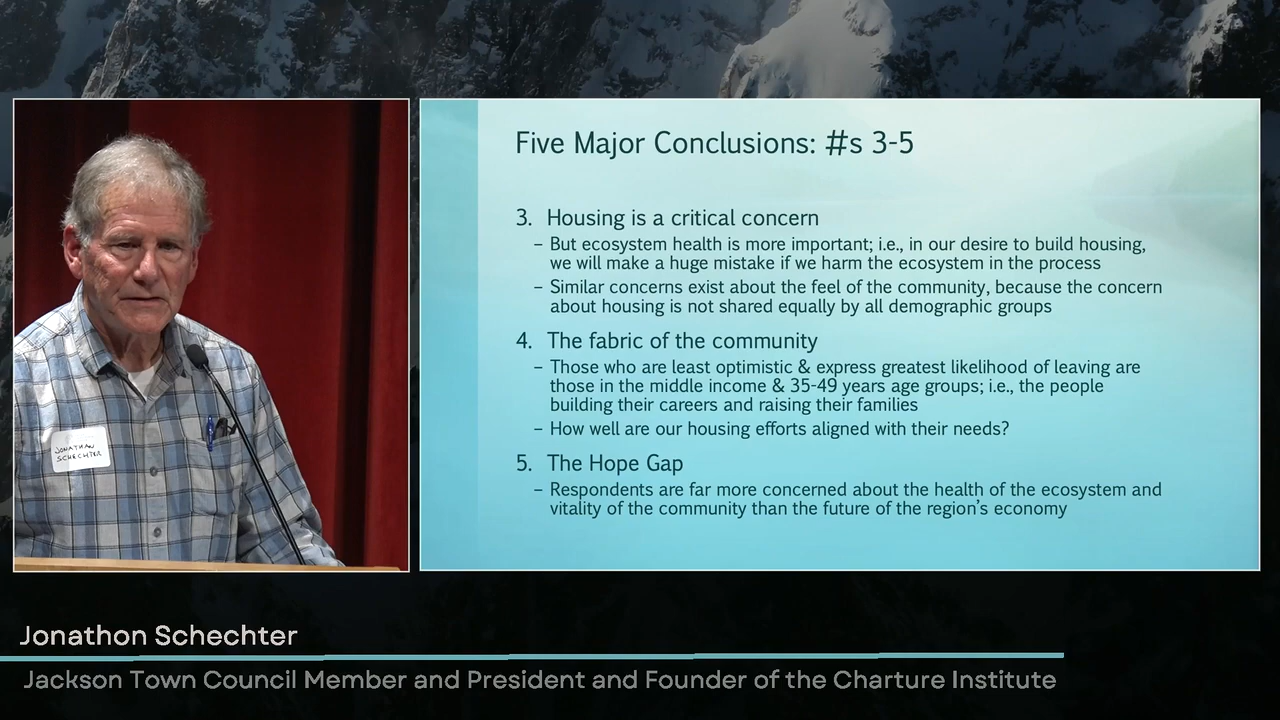 Five Major Conclusions: #s 3-5
3. Housing is a critical concern
– But ecosystem health is more important; i.e., in our desire to build housing,
we will make a huge mistake if we harm the ecosystem in the process
– Similar concerns exist about the feel of the community, because the concern
about housing is not shared equally by all demographic groups
4. The fabric of the community
– Those who are least optimistic & express greatest likelihood of leaving are
those in the middle income & 35-49 years age groups; i.e., the people
building their careers and raising their families
– How well are our housing efforts aligned with their needs?
5. The Hope Gap
– Respondents are far more concerned about the health of the ecosystem and
vitality of the community than the future of the region's economy
JONATHAN
SCHECHTER
Jonathon Schechter
Jackson Town Council Member and President and Founder of the Charture Institute